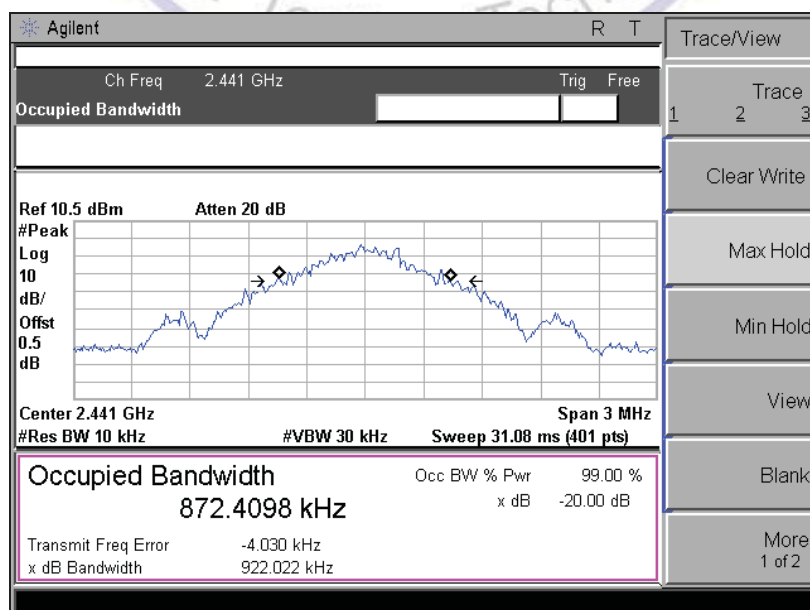 Agilent R T
Ch Freq 2.441 GHz Trig Free
Occupied Bandwidth
Ref 10.5 dBm Atten 20 dB
#Peak
Log
10
dB/
Offst
0.5
dB
Center 2.441 GHz Span 3 MHz
#Res BW 10 kHz #VBW 30 kHz Sweep 31.08 ms (401 pts)
Occupied Bandwidth
872.4098 kHz
Occ BW % Pwr 99.00 %
x dB -20.00 dB
Transmit Freq Error -4.030 kHz
x dB Bandwidth 922.022 kHz
Trace/View
Trace
1 2 3
Clear Write
Max Hold
Min Hold
View
Blank
More
1 of 2